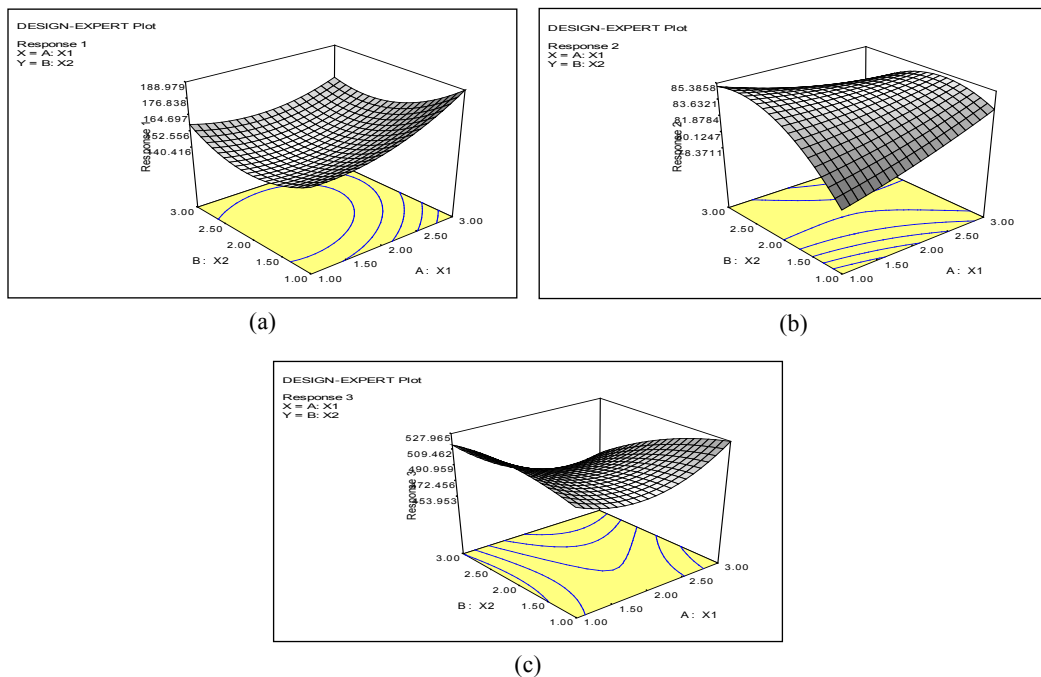 DESIGN-EXPERT Plot
Response 1
X = A: X1
Y = B: X2
188.979
176.838
164.697
152.556
140.416
Response 1
3.00
2.50
2.00
1.50
1.00
B: X2
1.00
1.50
2.00
2.50
3.00
A: X1
(a)
DESIGN-EXPERT Plot
Response 2
X = A: X1
Y = B: X2
85.3858
83.6321
81.8784
80.1247
78.3711
Response 2
3.00
2.50
2.00
1.50
1.00
B: X2
1.00
1.50
2.00
2.50
3.00
A: X1
(b)
DESIGN-EXPERT Plot
Response 3
X = A: X1
Y = B: X2
527.965
509.462
490.959
472.456
453.953
Response 3
3.00
2.50
2.00
1.50
1.00
B: X2
1.00
1.50
2.00
2.50
3.00
A: X1
(c)